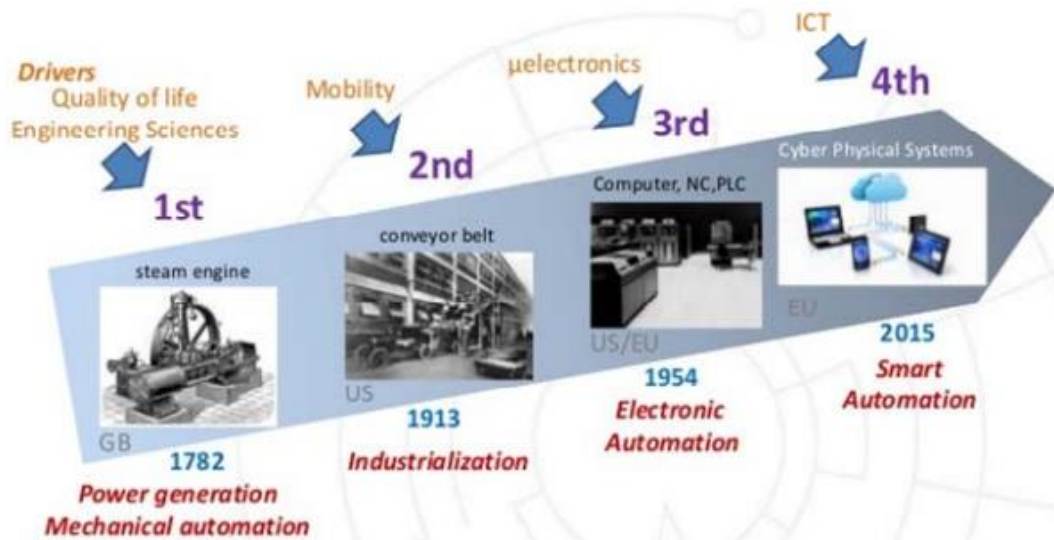 Drivers
Quality of life
Engineering Sciences
1st
steam engine
GB
1782
Power generation
Mechanical automation
Mobility
2nd
conveyor belt
US
1913
Industrialization
μelectronics
3rd
Computer, NC,PLC
US/EU
1954
Electronic
Automation
ICT
4th
Cyber Physical Systems
EU
2015
Smart
Automation